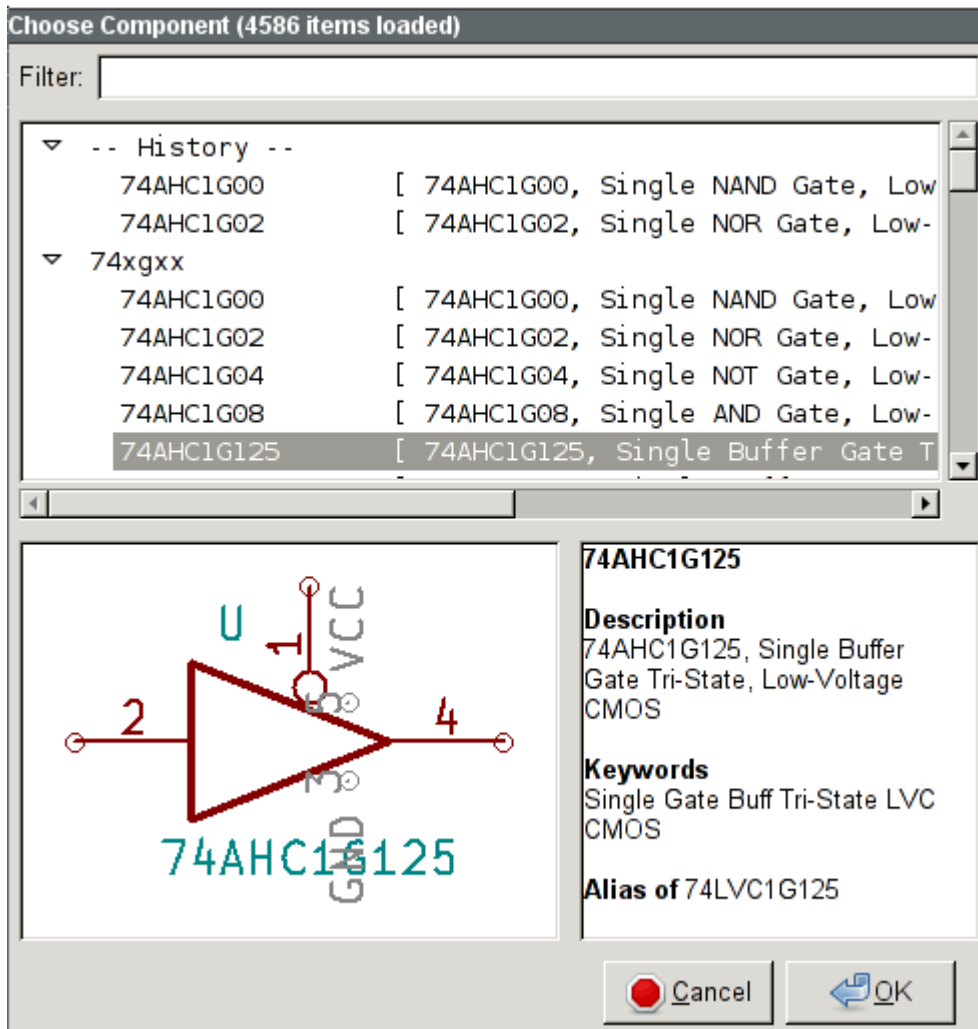 Choose Component (4586 items loaded)
Filter:
-- History --
74AHC1G00 [ 74AHC1G00, Single NAND Gate, Low
74AHC1G02 [ 74AHC1G02, Single NOR Gate, Low-
74xgxx
74AHC1G00 [ 74AHC1G00, Single NAND Gate, Low
74AHC1G02 [ 74AHC1G02, Single NOR Gate, Low-
74AHC1G04 [ 74AHC1G04, Single NOT Gate, Low-
74AHC1G08 [ 74AHC1G08, Single AND Gate, Low-
74AHC1G125 [ 74AHC1G125, Single Buffer Gate T
U
1
VCC
5
2
4
3
GND
74AHC1G125
74AHC1G125
Description
74AHC1G125, Single Buffer
Gate Tri-State, Low-Voltage
CMOS
Keywords
Single Gate Buff Tri-State LVC
CMOS
Alias of 74LVC1G125
Cancel
OK